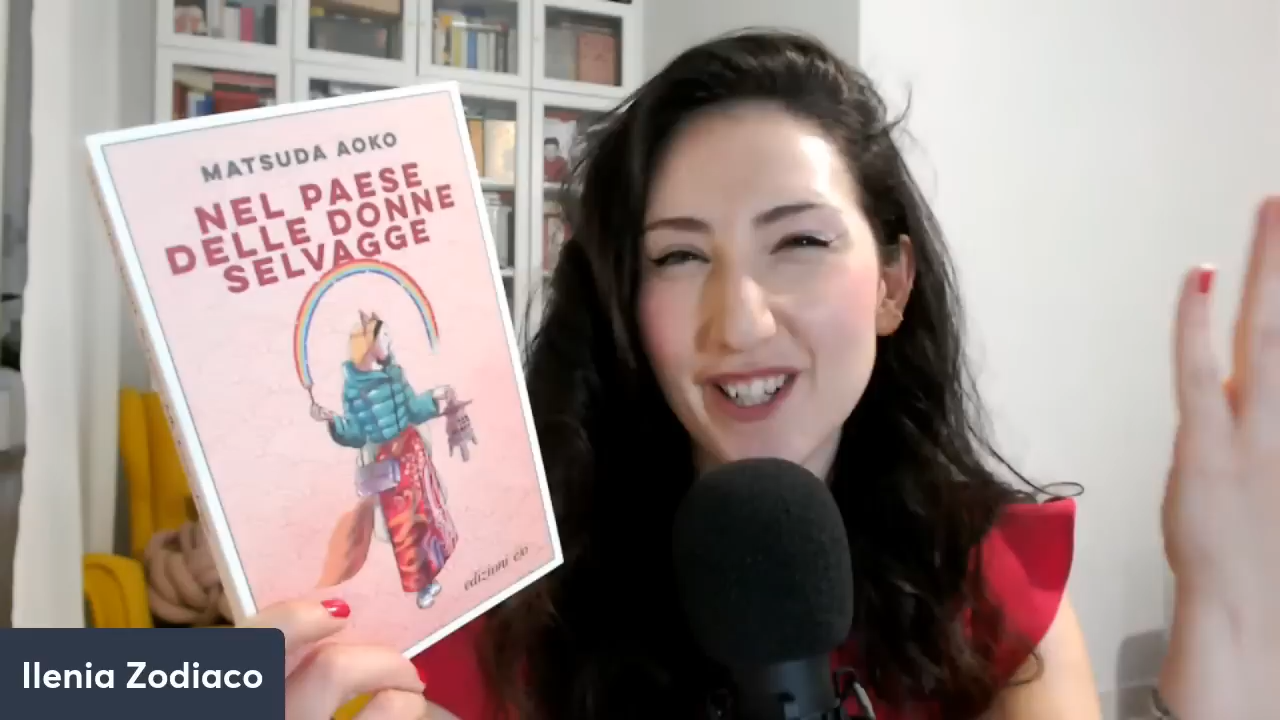 MATSUDA AOKO
NEL PAESE
DELLE DONNE
SELVAGGE
edizioni e/o
Ilenia Zodiaco